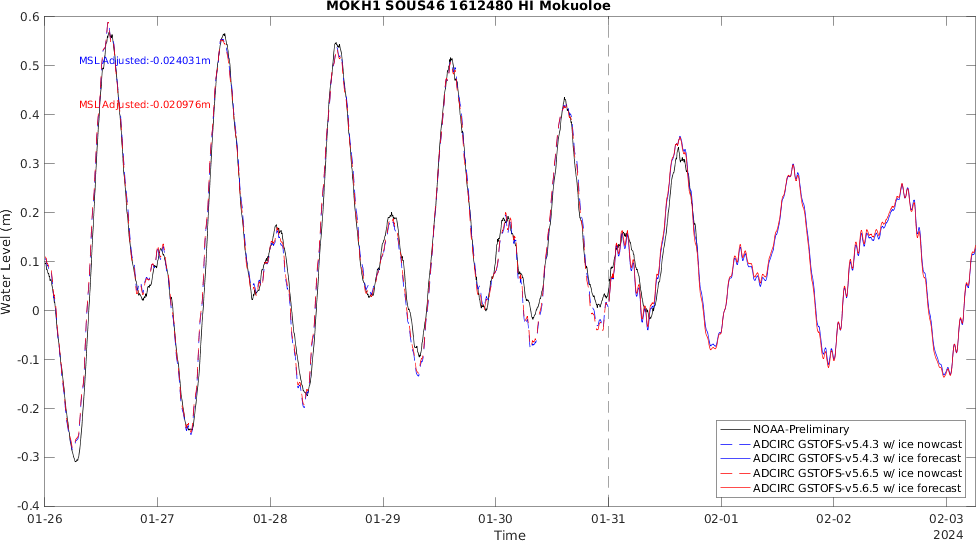 MOKH1 SOUS46 1612480 HI Mokuoloe
0.6
0.5
0.4
0.3
0.2
0.1
0
-0.1
-0.2
-0.3
-0.4
Water Level (m)
MSL Adjusted:-0.024031m
MSL Adjusted:-0.020976m
NOAA-Preliminary
ADCIRC GSTOFS-v5.4.3 w/ ice nowcast
ADCIRC GSTOFS-v5.4.3 w/ ice forecast
ADCIRC GSTOFS-v5.6.5 w/ ice nowcast
ADCIRC GSTOFS-v5.6.5 w/ ice forecast
01-26 01-27 01-28 01-29 01-30 01-31 02-01 02-02 02-03
Time
2024